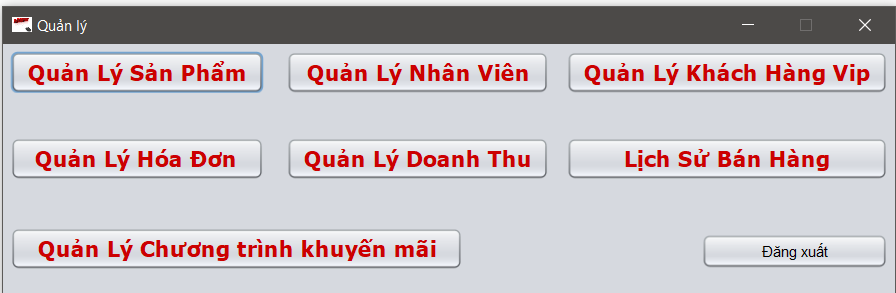 Quản lý
Quản Lý Sản Phẩm
Quản Lý Nhân Viên
Quản Lý Khách Hàng Vip
Quản Lý Hóa Đơn
Quản Lý Doanh Thu
Lịch Sử Bán Hàng
Quản Lý Chương trình khuyến mãi
Đăng xuất